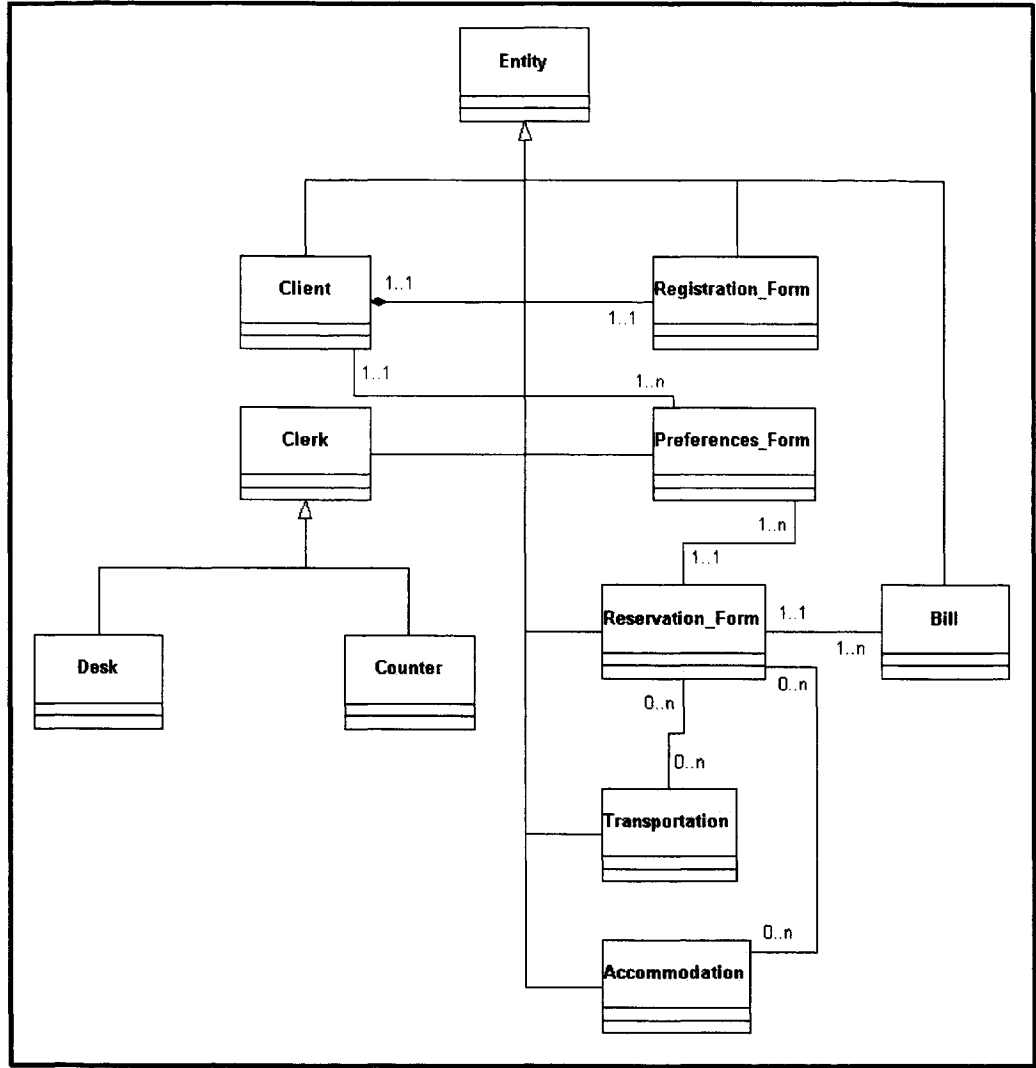 Entity
Client
1..1
1..1
Registration_Form
1..1
1..n
Clerk
Preferences_Form
1..n
1..1
Desk
Counter
Reservation_Form
1..1
1..n
Bill
0..n
0..n
0..n
Transportation
0..n
Accommodation